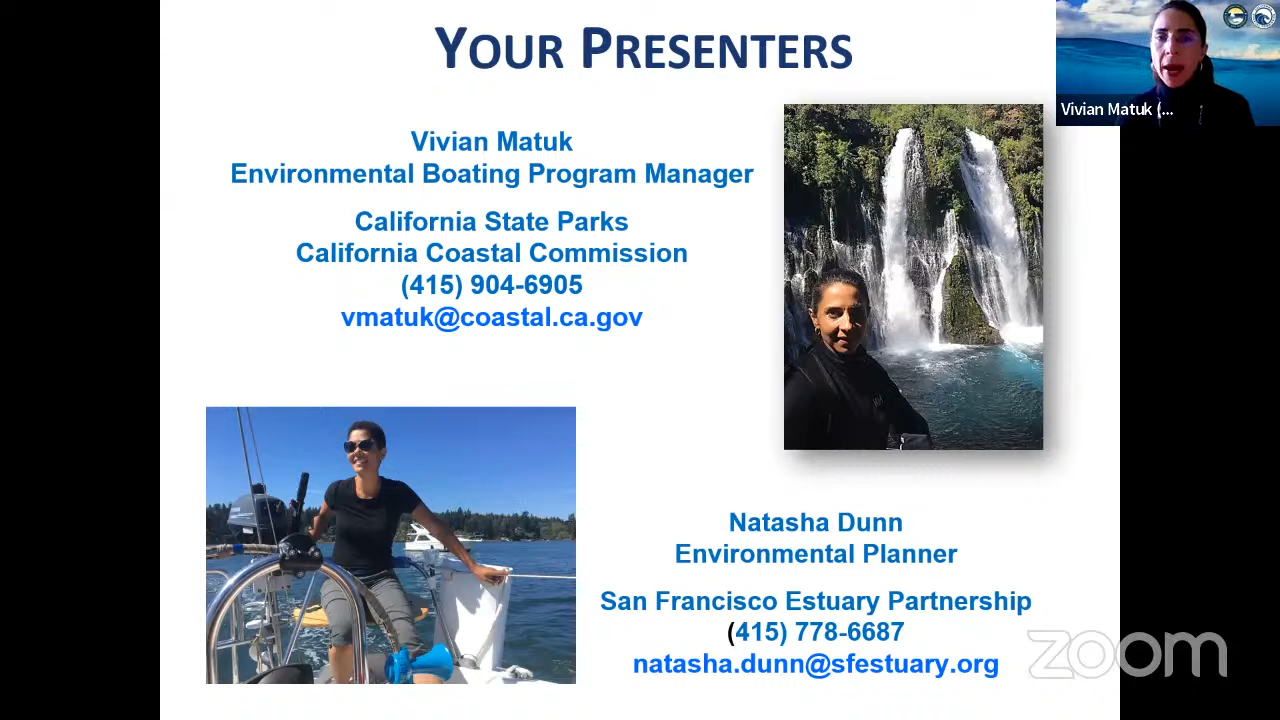 YOUR PRESENTERS
Vivian Matuk (...
Vivian Matuk
Environmental Boating Program Manager
California State Parks
California Coastal Commission
(415) 904-6905
vmatuk@coastal.ca.gov
Natasha Dunn
Environmental Planner
San Francisco Estuary Partnership
(415) 778-6687
natasha.dunn@sfestuary.org
zoom